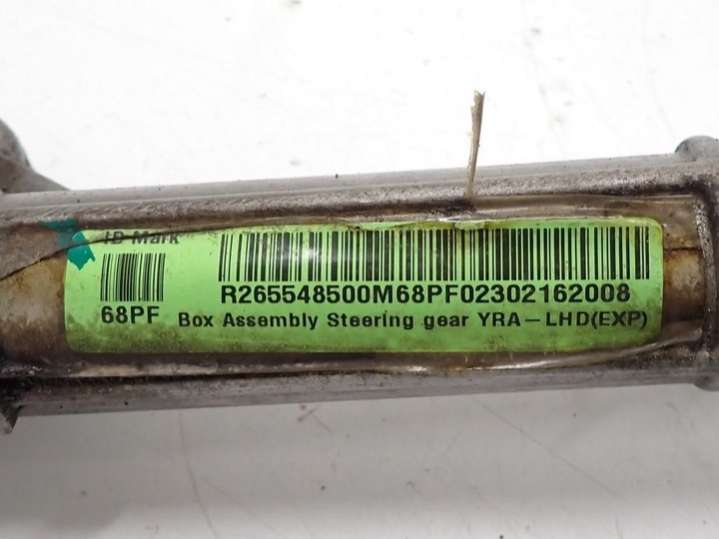 ID Mark
R265548500M68PF02302162008
68PF
Box Assembly Steering gear YRA-LHD(EXP)